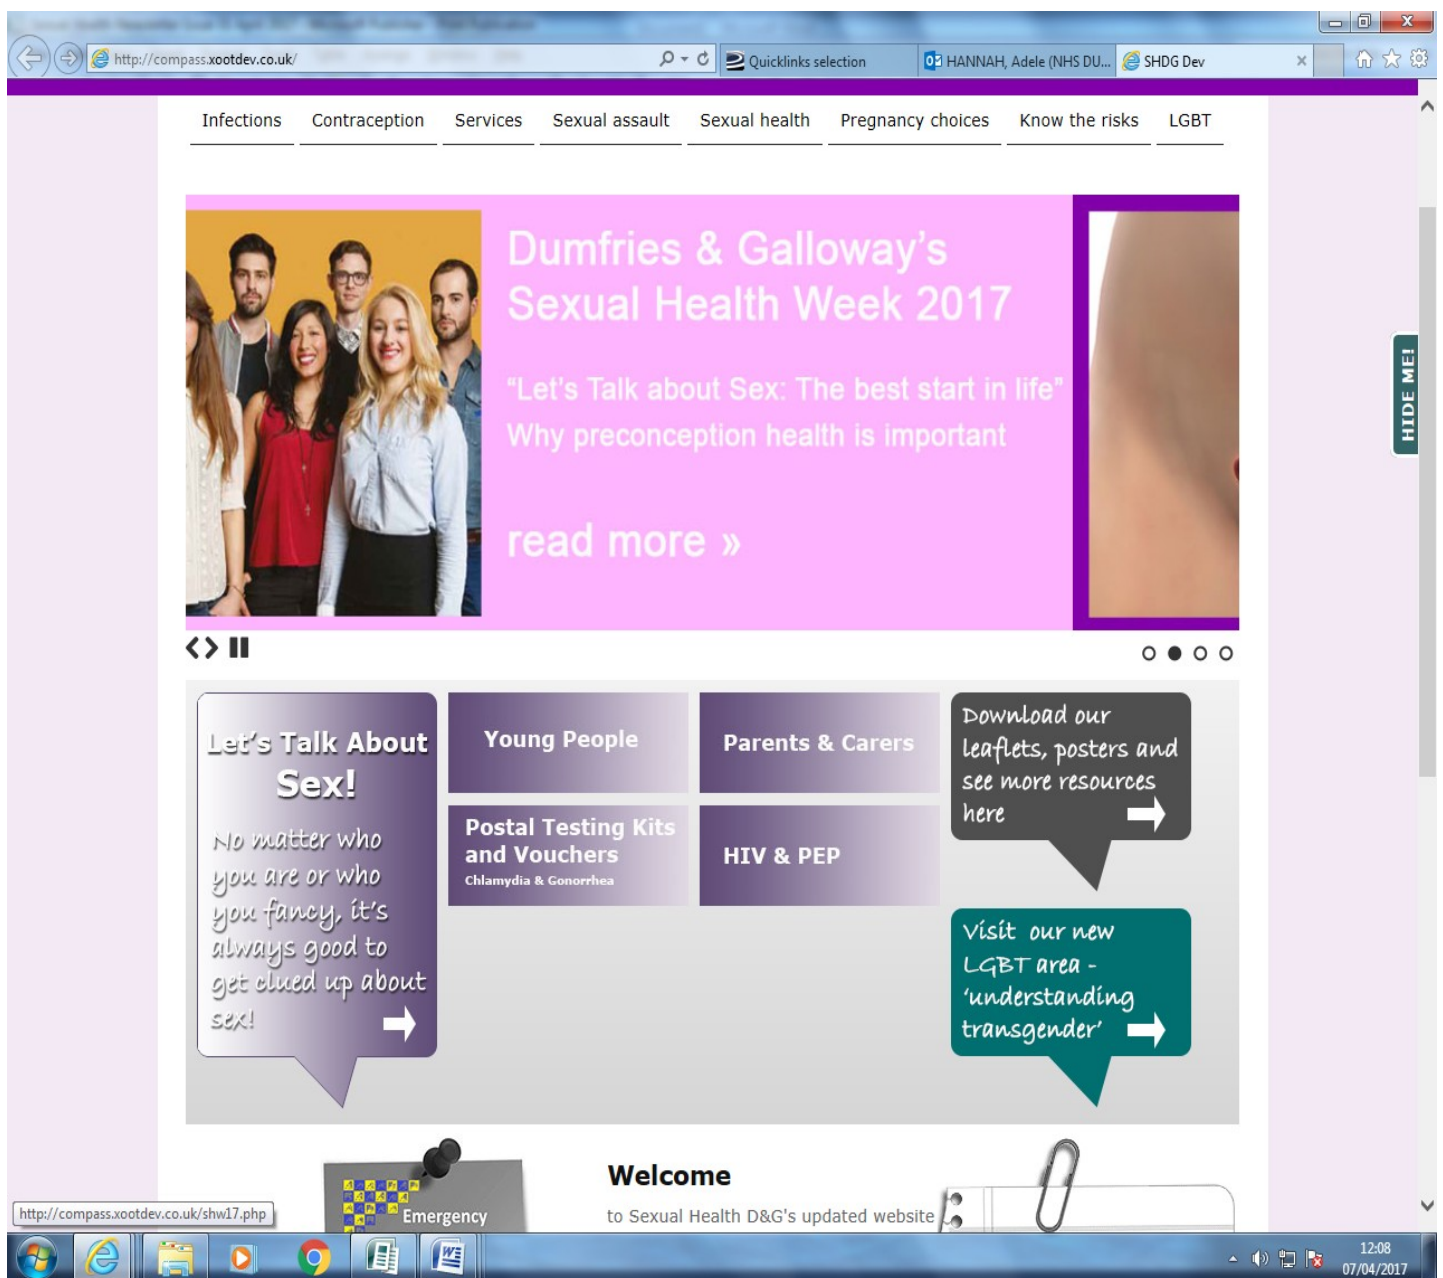 http://compass.xootdev.co.uk/
Quicklinks selection
HANNAH, Adele (NHS DU...
SHDG Dev
Infections Contraception Services Sexual assault Sexual health Pregnancy choices Know the risks LGBT
Dumfries & Galloway's
Sexual Health Week 2017
"Let's Talk about Sex: The best start in life"
Why preconception health is important
read more »
HIDE ME!
Let's Talk About
Sex!
No matter who
you are or who
you fancy, it's
always good to
get clued up about
sex!
Young People
Parents & Carers
Postal Testing Kits
and Vouchers
Chlamydia & Gonorrhea
HIV & PEP
Download our
leaflets, posters and
see more resources
here
Visit our new
LGBT area -
'understanding
transgender'
Emergency
Welcome
to Sexual Health D&G's updated website
http://compass.xootdev.co.uk/shw17.php
12:08
07/04/2017